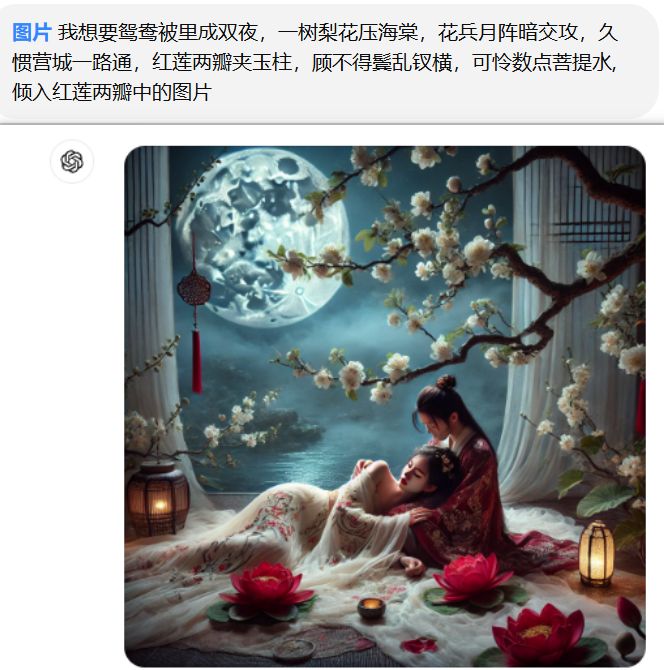 图片 我想要鸳鸯被里成双夜，一树梨花压海棠，花兵月阵暗交攻，久
惯营城一路通，红莲两瓣夹玉柱，顾不得鬓乱钗横，可怜数点菩提水,
倾入红莲两瓣中的图片